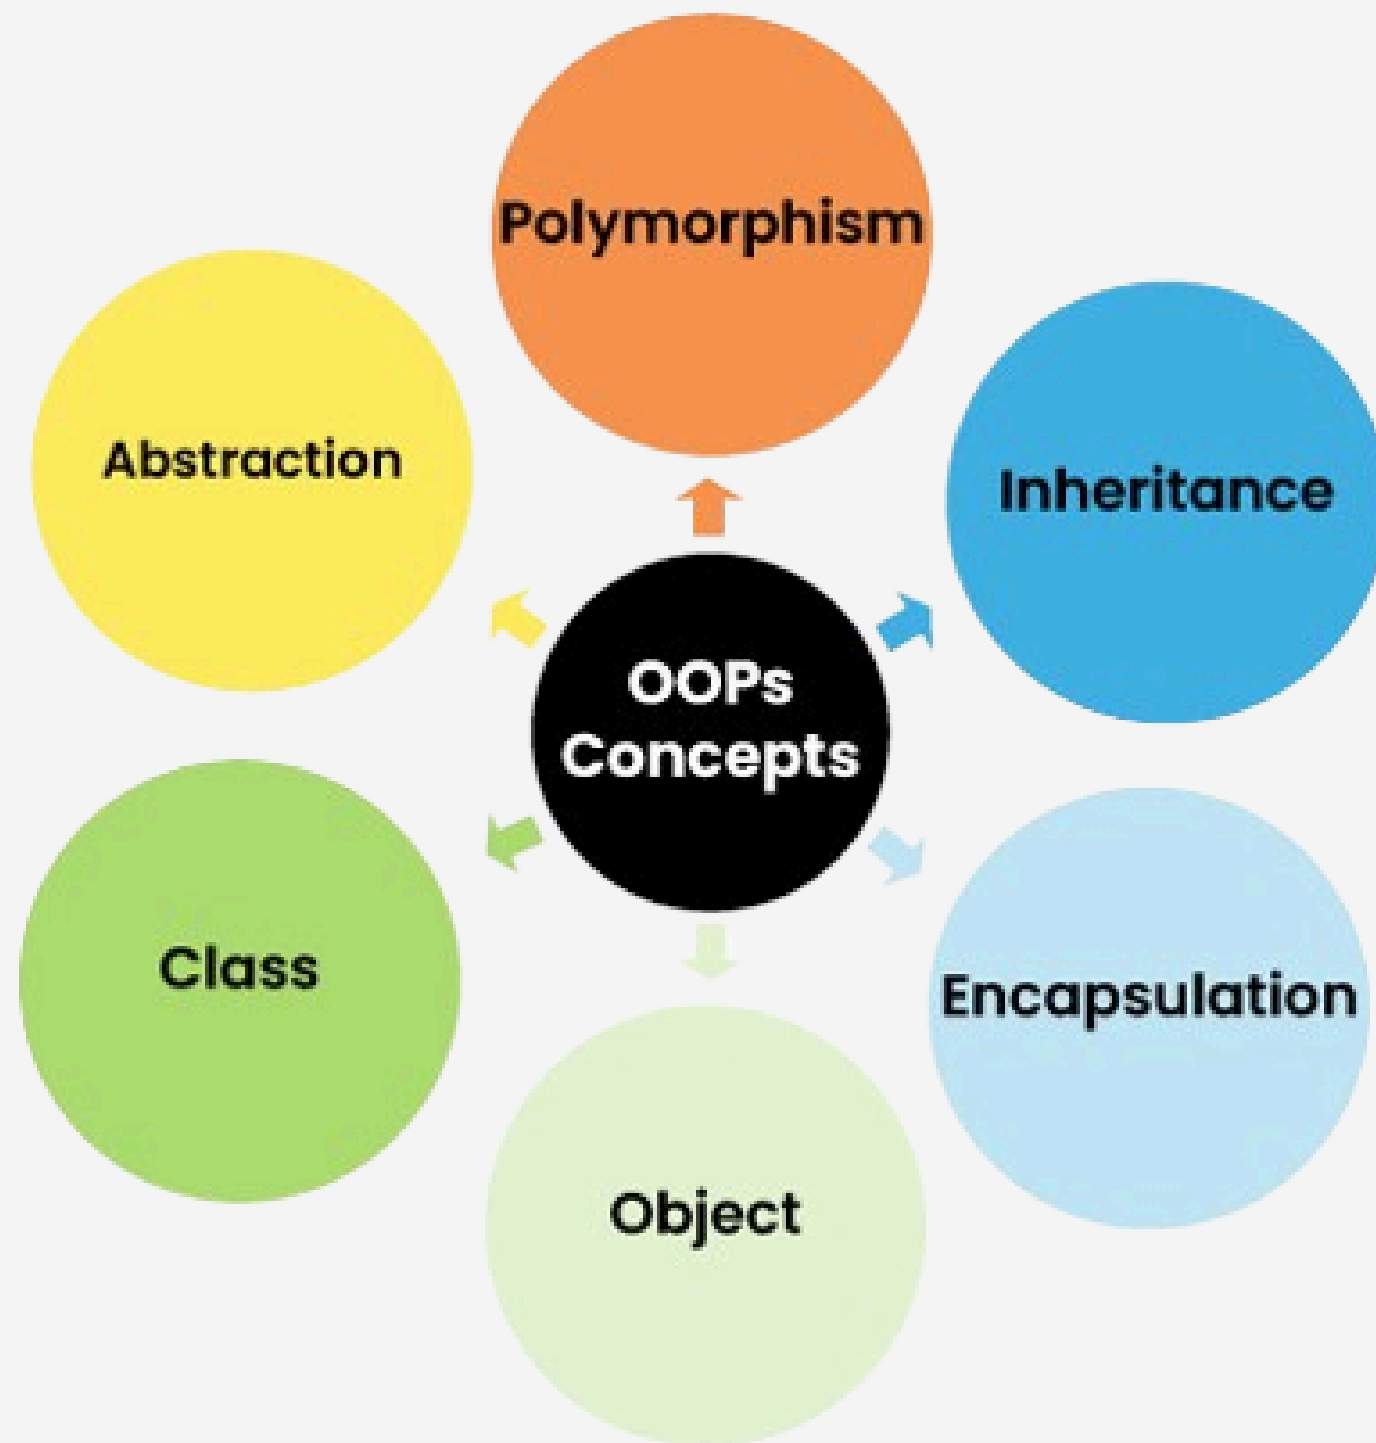 Polymorphism
Abstraction
Inheritance
OOPs
Concepts
Class
Encapsulation
Object